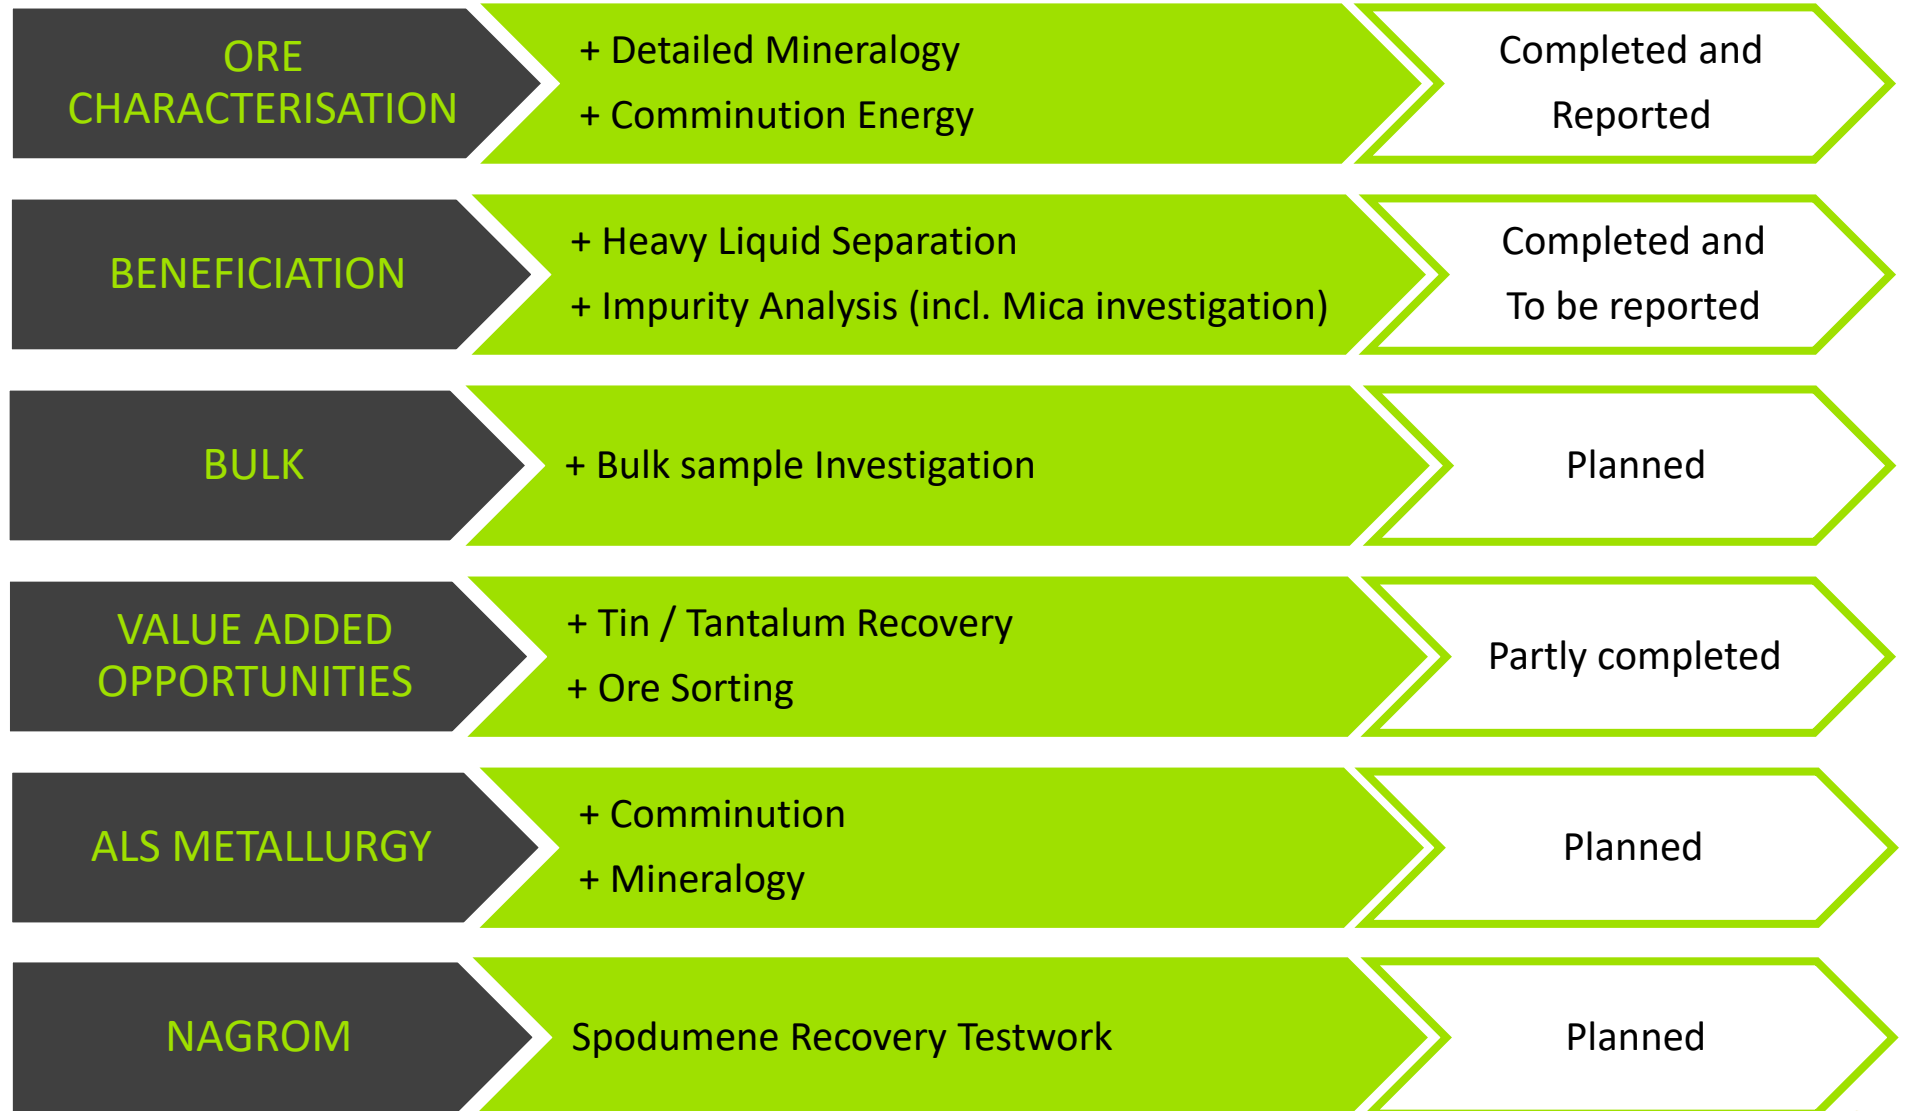 ORE
CHARACTERISATION
+ Detailed Mineralogy
+ Comminution Energy
Completed and
Reported
BENEFICIATION
+ Heavy Liquid Separation
+ Impurity Analysis (incl. Mica investigation)
Completed and
To be reported
BULK
+ Bulk sample Investigation
Planned
VALUE ADDED
OPPORTUNITIES
+ Tin / Tantalum Recovery
+ Ore Sorting
Partly completed
ALS METALLURGY
+ Comminution
+ Mineralogy
Planned
NAGROM
Spodumene Recovery Testwork
Planned